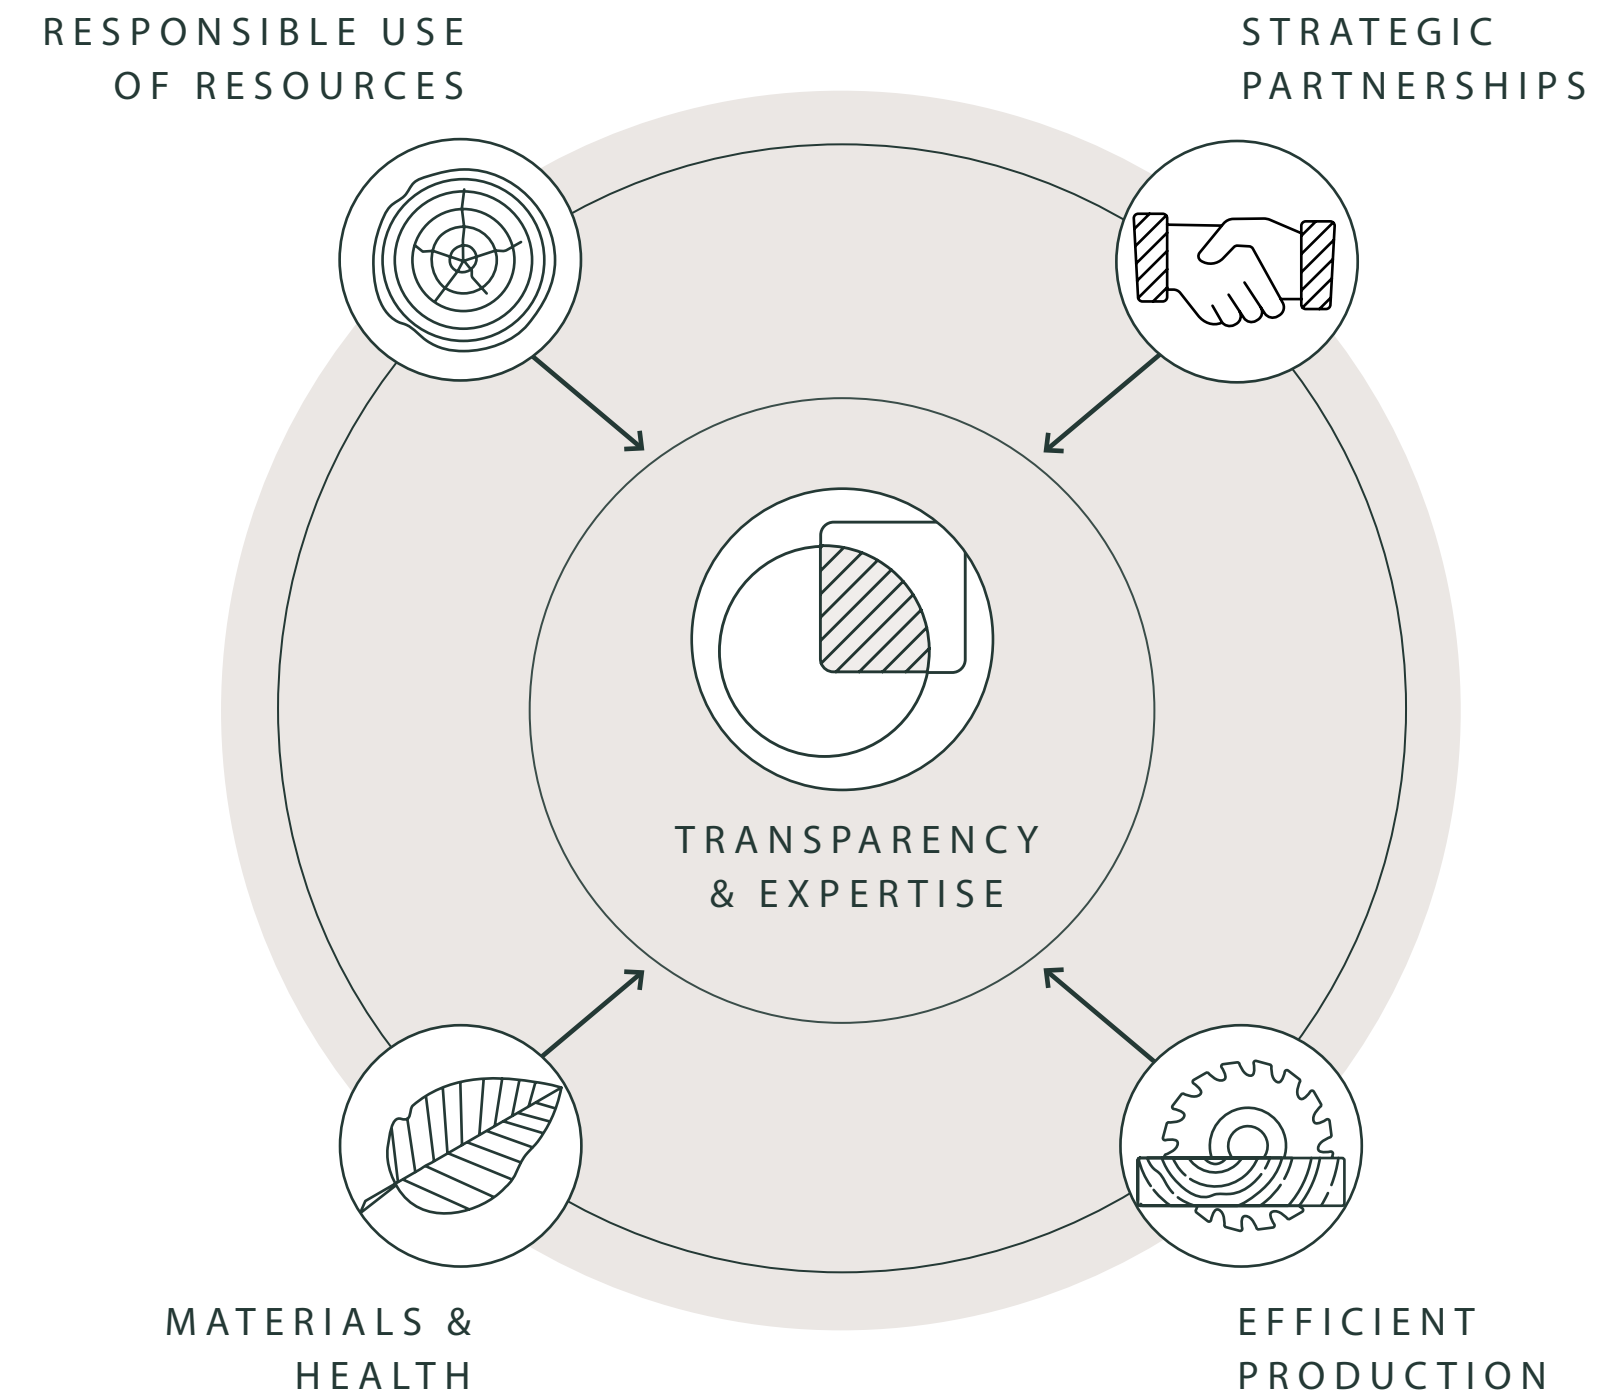 RESPONSIBLE USE
OF RESOURCES
STRATEGIC
PARTNERSHIPS
TRANSPARENCY
& EXPERTISE
MATERIALS &
HEALTH
EFFICIENT
PRODUCTION